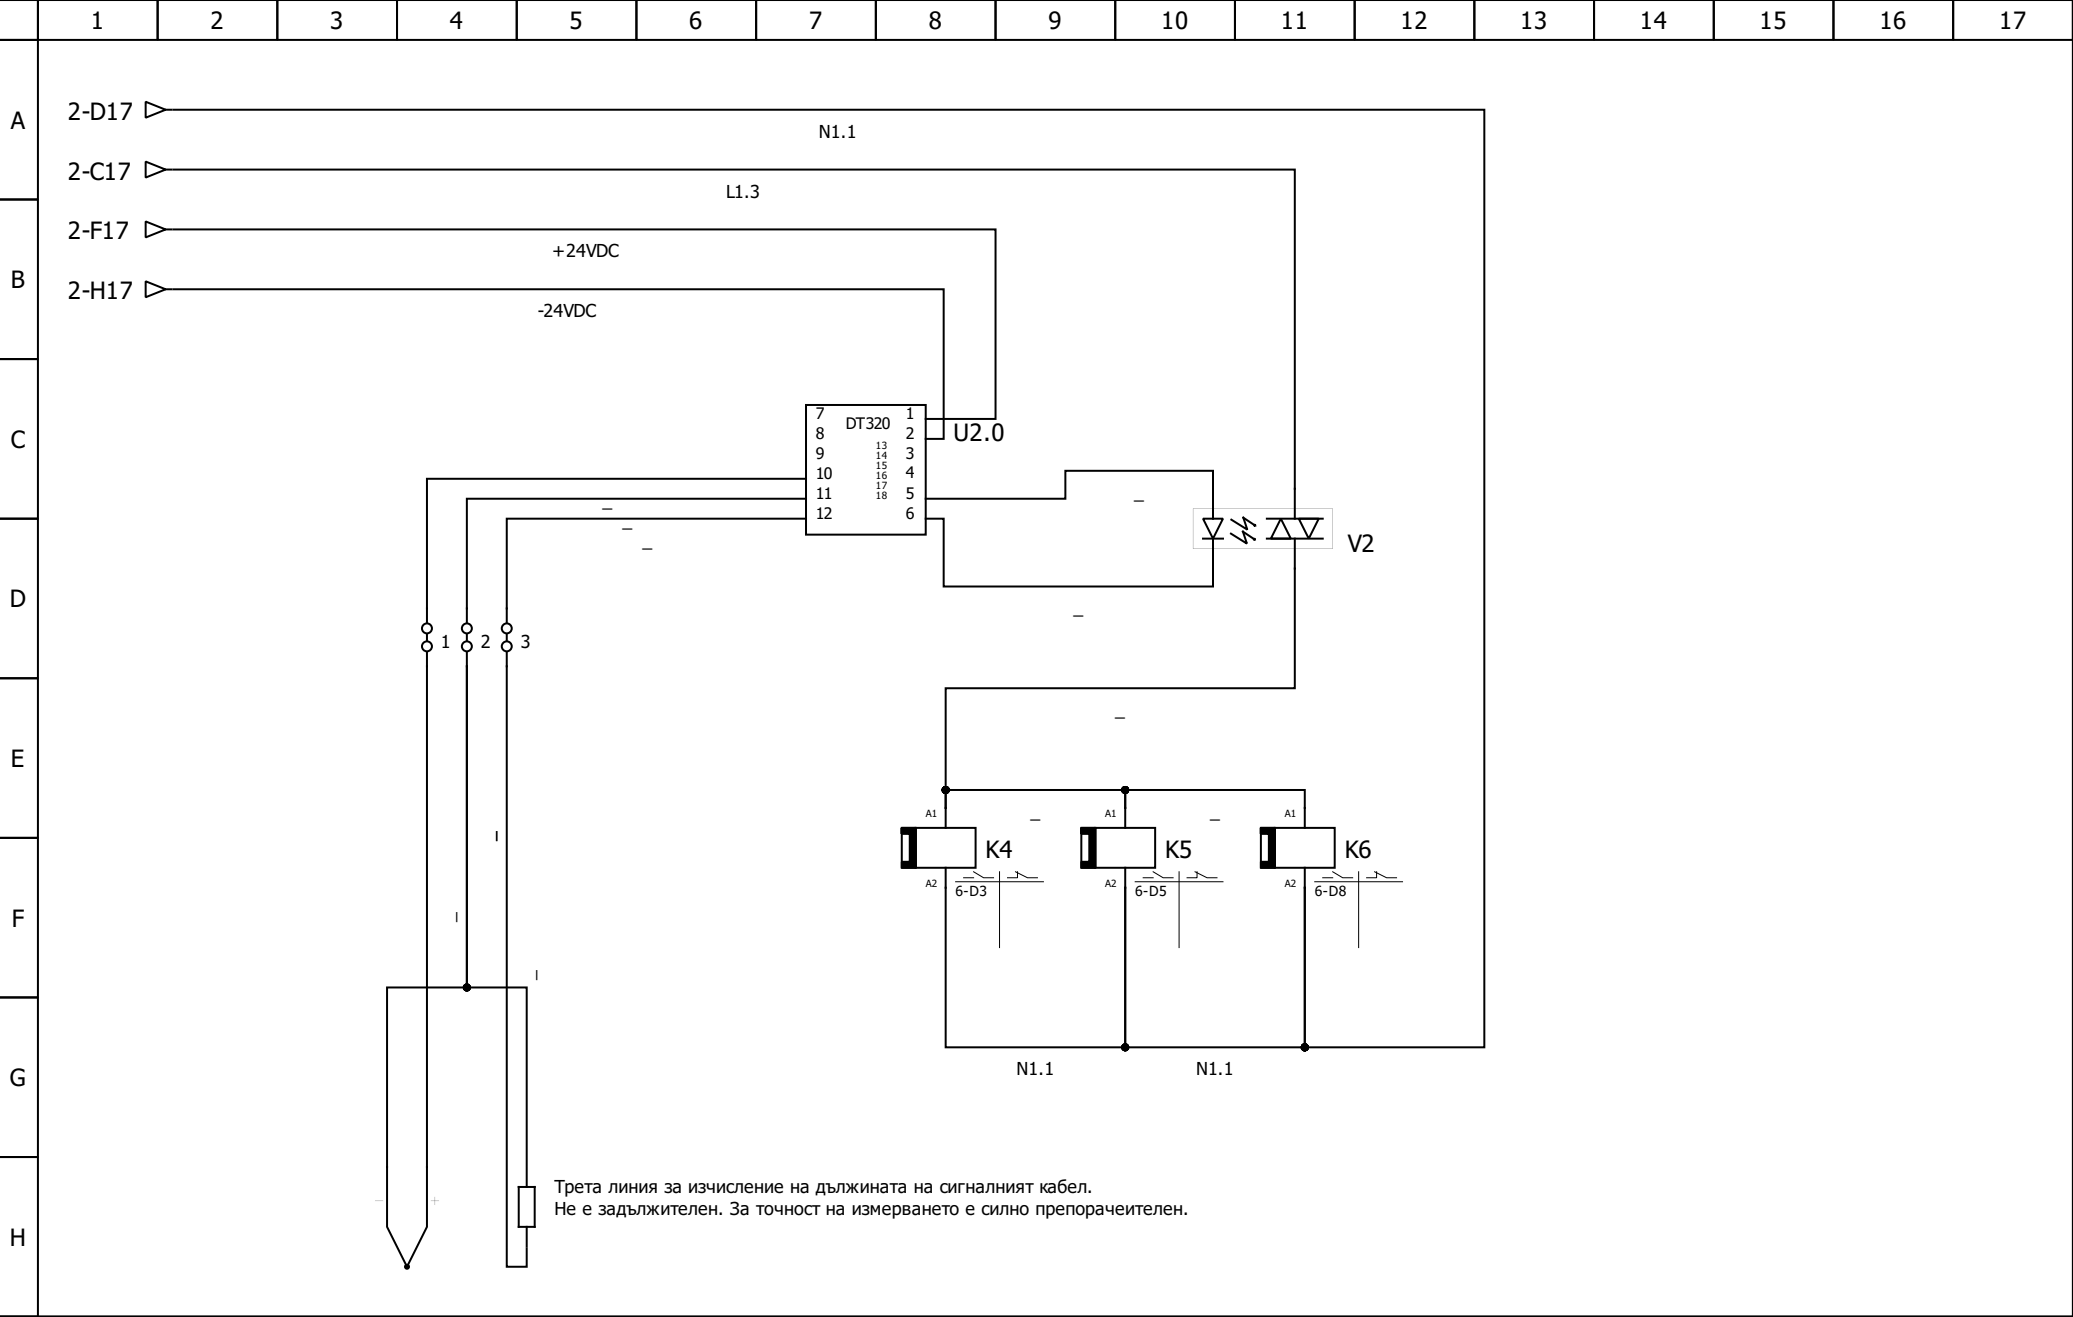 1 2 3 4 5 6 7 8 9 10 11 12 13 14 15 16 17
A
2-D17
N1.1
2-C17
L1.3
2-F17
+24VDC
B
2-H17
-24VDC
C
7 DT320 1
8 2 U2.0
13
9 14 3
15
10 16 4
17
11 18 5
12 6
V2
D
1 2 3
E
A1 A1 A1
K4 K5 K6
A2 6-D3 A2 6-D5 A2 6-D8
F
G
N1.1 N1.1
- +
Трета линия за изчисление на дължината на сигналният кабел.
Не е задължителен. За точност на измерването е силно препорачеителен.
H